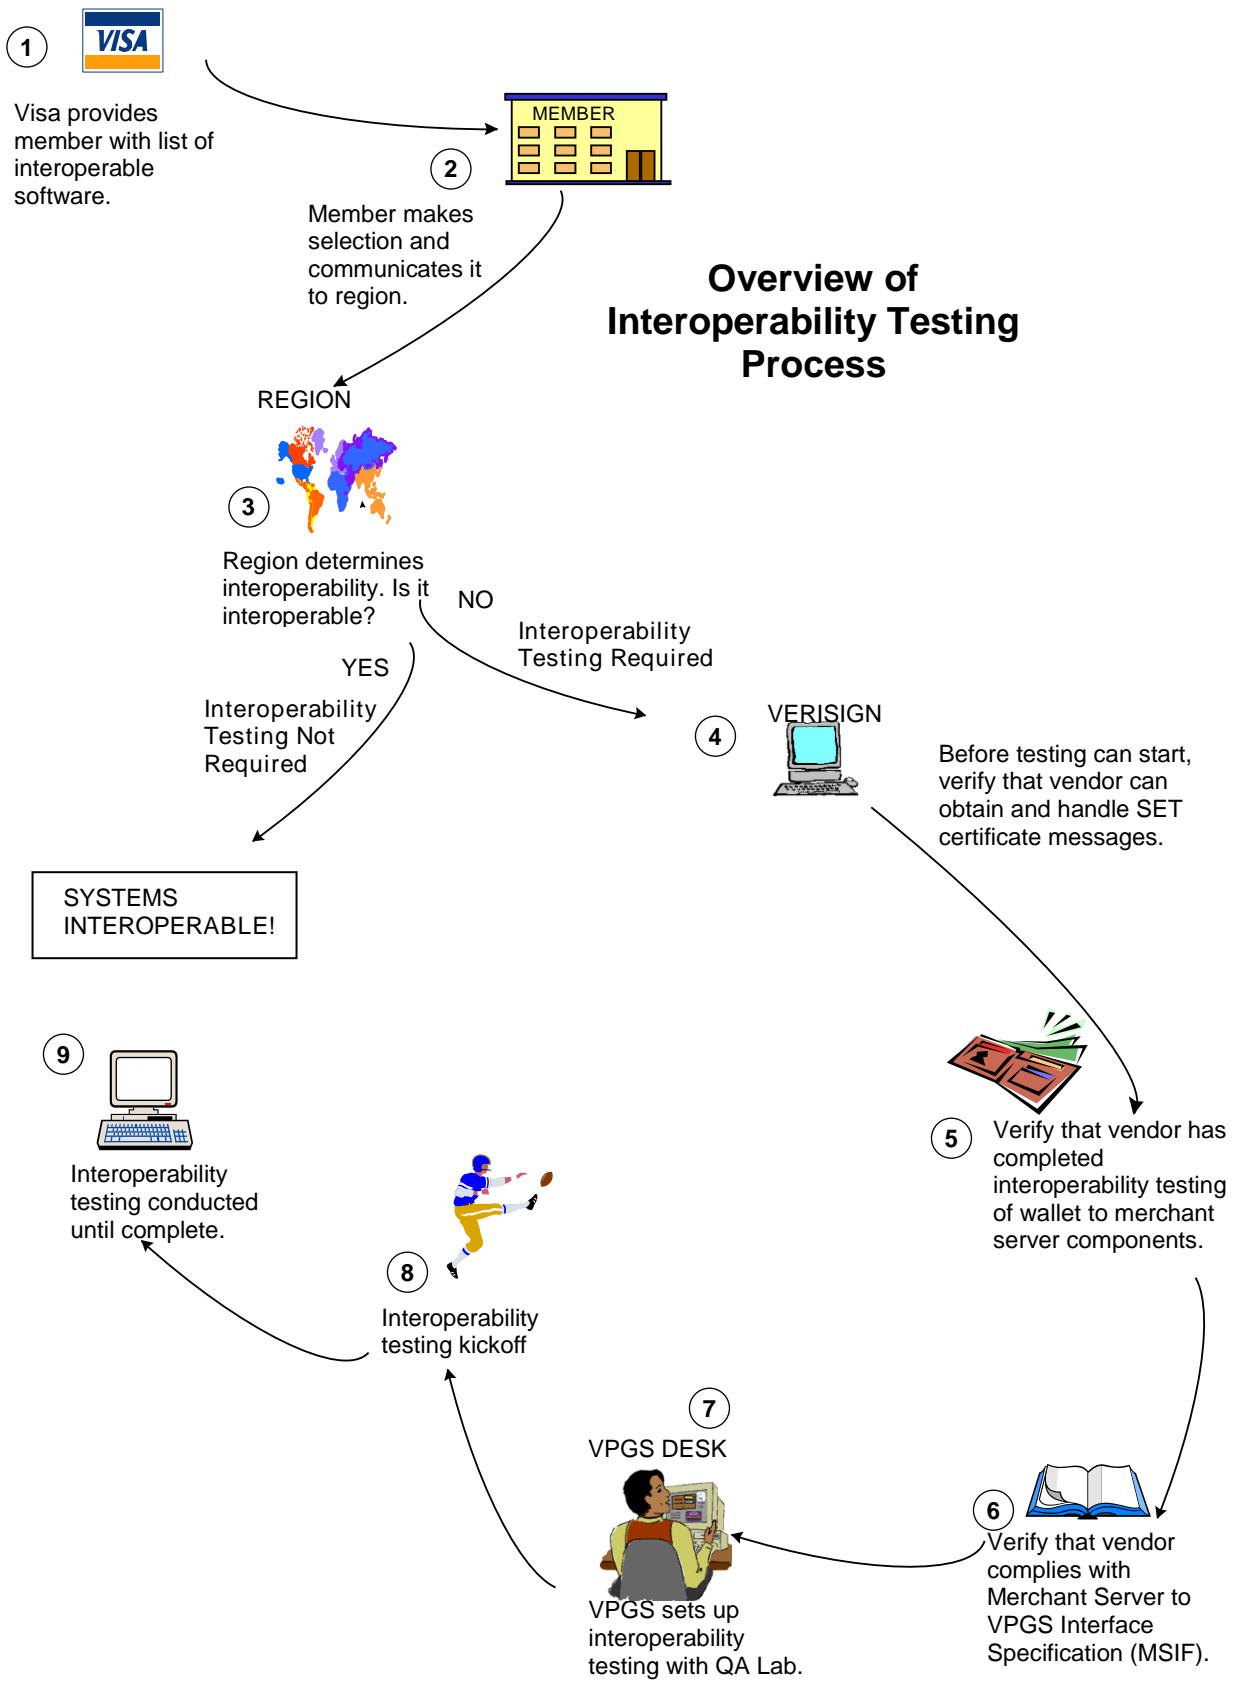 1
VISA
Visa provides
member with list of
interoperable
software.
MEMBER
2
Member makes
selection and
communicates it
to region.
Overview of
Interoperability Testing
Process
REGION
3
Region determines
interoperability. Is it
interoperable?
NO
Interoperability
Testing Required
YES
Interoperability
Testing Not
Required
SYSTEMS
INTEROPERABLE!
4
VERISIGN
Before testing can start,
verify that vendor can
obtain and handle SET
certificate messages.
5
Verify that vendor has
completed
interoperability testing
of wallet to merchant
server components.
6
Verify that vendor
complies with
Merchant Server to
VPGS Interface
Specification (MSIF).
7
VPGS DESK
VPGS sets up
interoperability
testing with QA Lab.
8
Interoperability
testing kickoff
9
Interoperability
testing conducted
until complete.